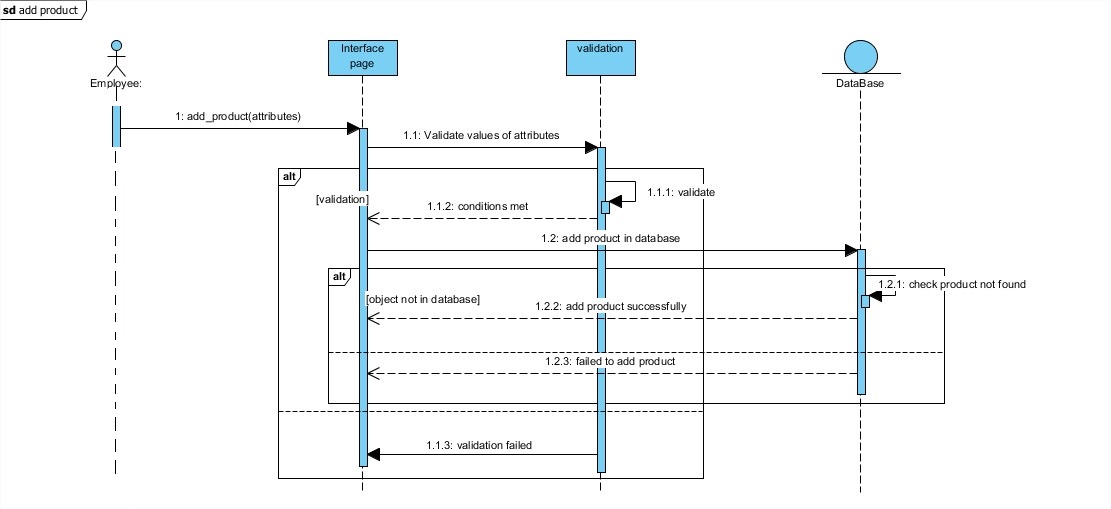 sd add product
Interface
page
validation
Employee:
DataBase
1: add_product(attributes)
1.1: Validate values of attributes
alt
[validation]
1.1.1: validate
1.1.2: conditions met
1.2: add product in database
alt
1.2.1: check product not found
[object not in database]
1.2.2: add product successfully
1.2.3: failed to add product
1.1.3: validation failed